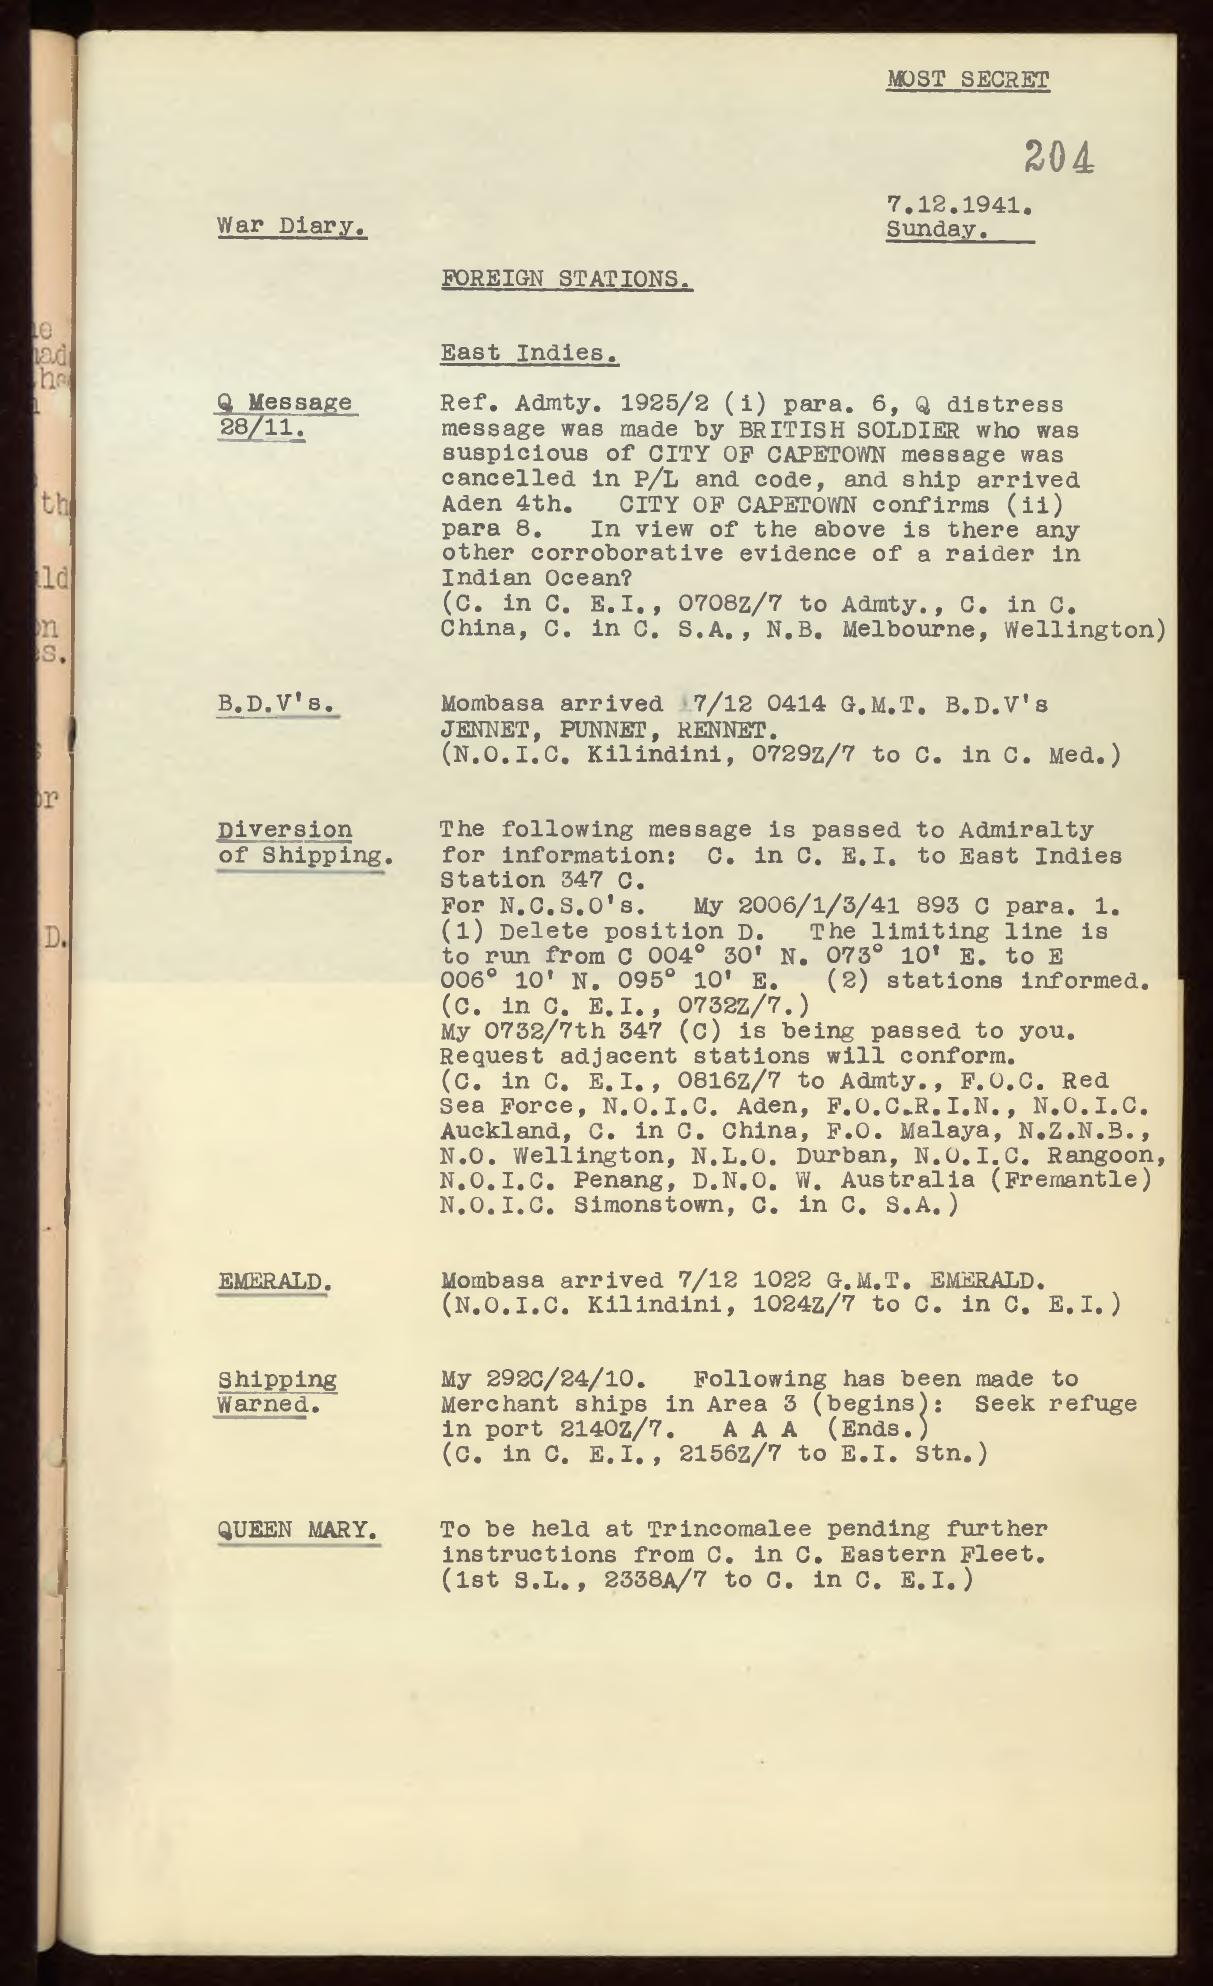 MOST SECRET
204
7.12.1941.
War Diary.
Sunday.
FOREIGN STATIONS.
East Indies.
Q Message
28/11.
Ref. Admty. 1925/2 (i) para. 6, Q distress
message was made by BRITISH SOLDIER who was
suspicious of CITY OF CAPETOWN message was
cancelled in P/L and code, and ship arrived
Aden 4th. CITY OF CAPETOWN confirms (ii)
para 8. In view of the above is there any
other corroborative evidence of a raider in
Indian Ocean?
(C. in C. E.I., 0708Z/7 to Admty., C. in C.
China, C. in C. S.A., N.B. Melbourne, Wellington)
B.D.V's.
Mombasa arrived 7/12 0414 G.M.T. B.D.V's
JENNET, PUNNET, RENNET.
(N.O.I.C. Kilindini, 0729Z/7 to C. in C. Med.)
Diversion
of Shipping.
The following message is passed to Admiralty
for information: C. in C. E.I. to East Indies
Station 347 C.
For N.C.S.O's. My 2006/1/3/41 893 C para. 1.
(1) Delete position D. The limiting line is
to run from C 004° 30' N. 073° 10' E. to E
006° 10' N. 095° 10' E. (2) stations informed.
(C. in C. E.I., 0732Z/7.)
My 0732/7th 347 (C) is being passed to you.
Request adjacent stations will conform.
(C. in C. E.I., 0816Z/7 to Admty., F.O.C. Red
Sea Force, N.O.I.C. Aden, F.O.C.R.I.N., N.O.I.C.
Auckland, C. in C. China, F.O. Malaya, N.Z.N.B.,
N.O. Wellington, N.L.O. Durban, N.O.I.C. Rangoon,
N.O.I.C. Penang, D.N.O. W. Australia (Fremantle)
N.O.I.C. Simonstown, C. in C. S.A.)
EMERALD.
Mombasa arrived 7/12 1022 G.M.T. EMERALD.
(N.O.I.C. Kilindini, 1024Z/7 to C. in C. E.I.)
Shipping
Warned.
My 292C/24/10. Following has been made to
Merchant ships in Area 3 (begins): Seek refuge
in port 2140Z/7. A A A (Ends.)
(C. in C. E.I., 2156Z/7 to E.I. Stn.)
QUEEN MARY.
To be held at Trincomalee pending further
instructions from C. in C. Eastern Fleet.
(1st S.L., 2338A/7 to C. in C. E.I.)